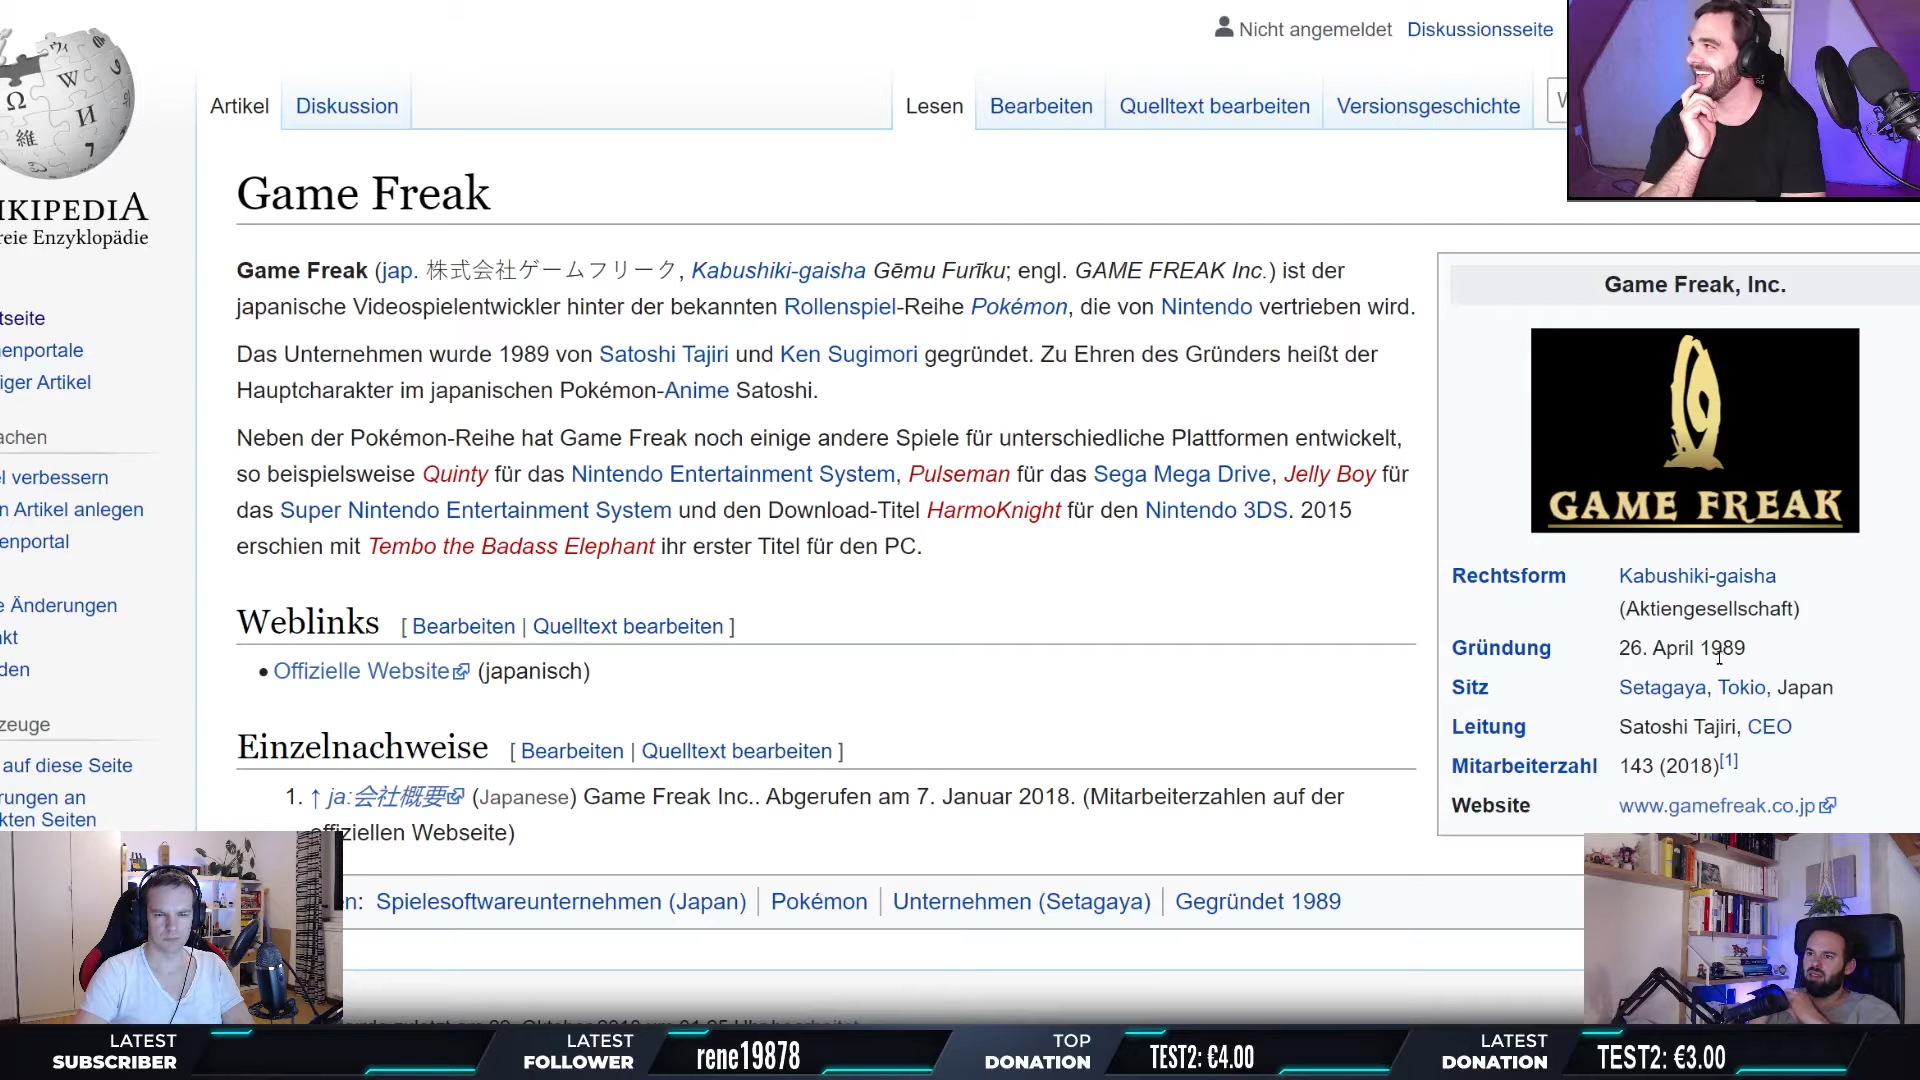 Nicht angemeldet Diskussionsseite
Artikel Diskussion Lesen Bearbeiten Quelltext bearbeiten Versionsgeschichte
Ω W И 維 ウィ 7
IKIPEDIA
reie Enzyklopädie
Game Freak
Game Freak (jap. 株式会社ゲームフリーク, Kabushiki-gaisha Gēmu Furīku; engl. GAME FREAK Inc.) ist der
japanische Videospielentwickler hinter der bekannten Rollenspiel-Reihe Pokémon, die von Nintendo vertrieben wird.
Das Unternehmen wurde 1989 von Satoshi Tajiri und Ken Sugimori gegründet. Zu Ehren des Gründers heißt der
Hauptcharakter im japanischen Pokémon-Anime Satoshi.
Neben der Pokémon-Reihe hat Game Freak noch einige andere Spiele für unterschiedliche Plattformen entwickelt,
so beispielsweise Quinty für das Nintendo Entertainment System, Pulseman für das Sega Mega Drive, Jelly Boy für
das Super Nintendo Entertainment System und den Download-Titel HarmoKnight für den Nintendo 3DS. 2015
erschien mit Tembo the Badass Elephant ihr erster Titel für den PC.
Weblinks [ Bearbeiten | Quelltext bearbeiten ]
• Offizielle Website (japanisch)
Einzelnachweise [ Bearbeiten | Quelltext bearbeiten ]
1. ↑ ja:会社概要 (Japanese) Game Freak Inc.. Abgerufen am 7. Januar 2018. (Mitarbeiterzahlen auf der
offiziellen Webseite)
en: Spielesoftwareunternehmen (Japan) | Pokémon | Unternehmen (Setagaya) | Gegründet 1989
Game Freak, Inc.
GAME FREAK
Rechtsform Kabushiki-gaisha
(Aktiengesellschaft)
Gründung 26. April 1989
Sitz Setagaya, Tokio, Japan
Leitung Satoshi Tajiri, CEO
Mitarbeiterzahl 143 (2018)[1]
Website www.gamefreak.co.jp
tseite
enportale
iger Artikel
achen
el verbessern
n Artikel anlegen
enportal
e Änderungen
kt
den
zeuge
auf diese Seite
rungen an
kten Seiten
LATEST
SUBSCRIBER
LATEST
FOLLOWER
rene19878
TOP
DONATION
TEST2: €4.00
LATEST
DONATION
TEST2: €3.00